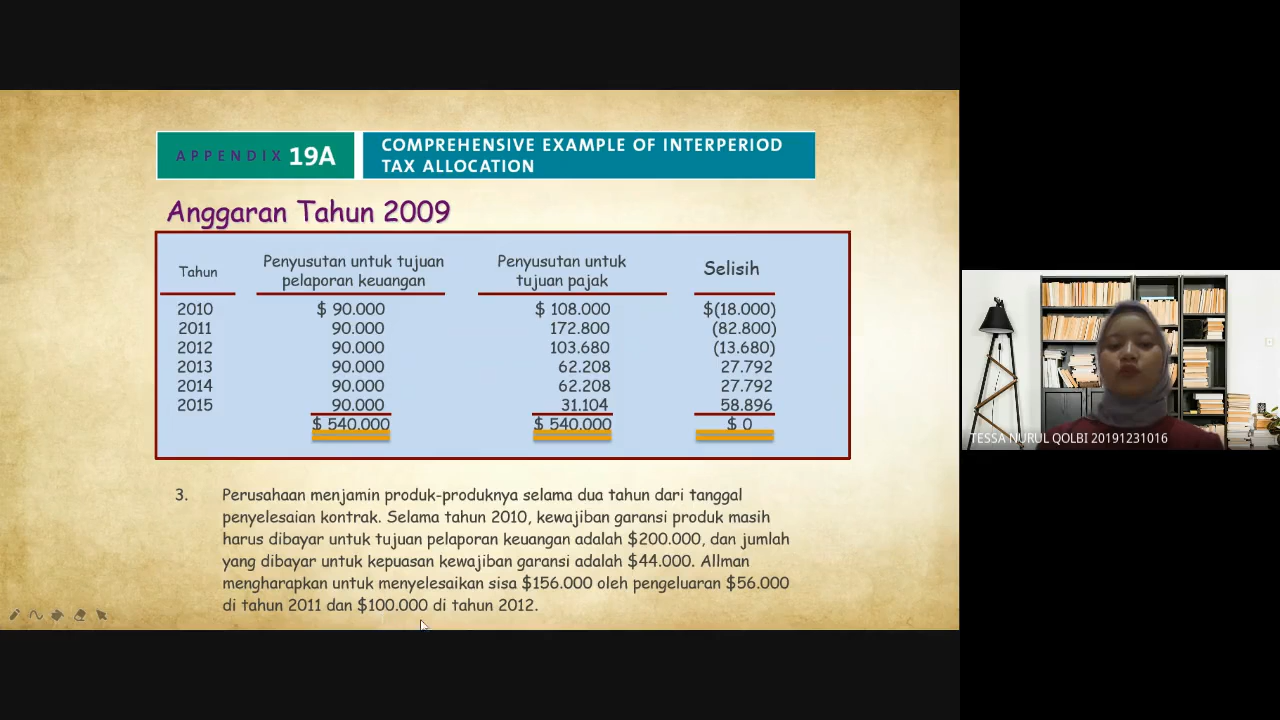 APPENDIX 19A
COMPREHENSIVE EXAMPLE OF INTERPERIOD
TAX ALLOCATION
Anggaran Tahun 2009
Tahun Penyusutan untuk tujuan pelaporan keuangan Penyusutan untuk tujuan pajak Selisih
2010 $ 90.000 $ 108.000 $(18.000)
2011 90.000 172.800 (82.800)
2012 90.000 103.680 (13.680)
2013 90.000 62.208 27.792
2014 90.000 62.208 27.792
2015 90.000 31.104 58.896
$ 540.000 $ 540.000 $ 0
3. Perusahaan menjamin produk-produknya selama dua tahun dari tanggal
penyelesaian kontrak. Selama tahun 2010, kewajiban garansi produk masih
harus dibayar untuk tujuan pelaporan keuangan adalah $200.000, dan jumlah
yang dibayar untuk kepuasan kewajiban garansi adalah $44.000. Allman
mengharapkan untuk menyelesaikan sisa $156.000 oleh pengeluaran $56.000
di tahun 2011 dan $100.000 di tahun 2012.
TESSA NURUL QOLBI 20191231016